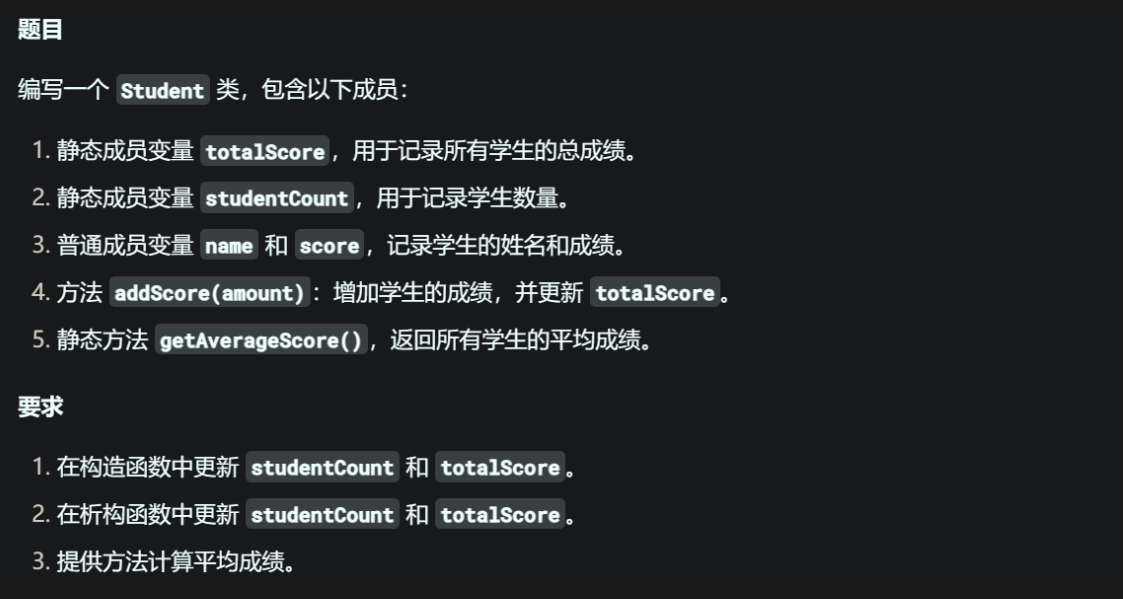 题目
编写一个 Student 类，包含以下成员：
1. 静态成员变量 totalScore，用于记录所有学生的总成绩。
2. 静态成员变量 studentCount，用于记录学生数量。
3. 普通成员变量 name 和 score，记录学生的姓名和成绩。
4. 方法 addScore(amount)：增加学生的成绩，并更新 totalScore。
5. 静态方法 getAverageScore()，返回所有学生的平均成绩。
要求
1. 在构造函数中更新 studentCount 和 totalScore。
2. 在析构函数中更新 studentCount 和 totalScore。
3. 提供方法计算平均成绩。